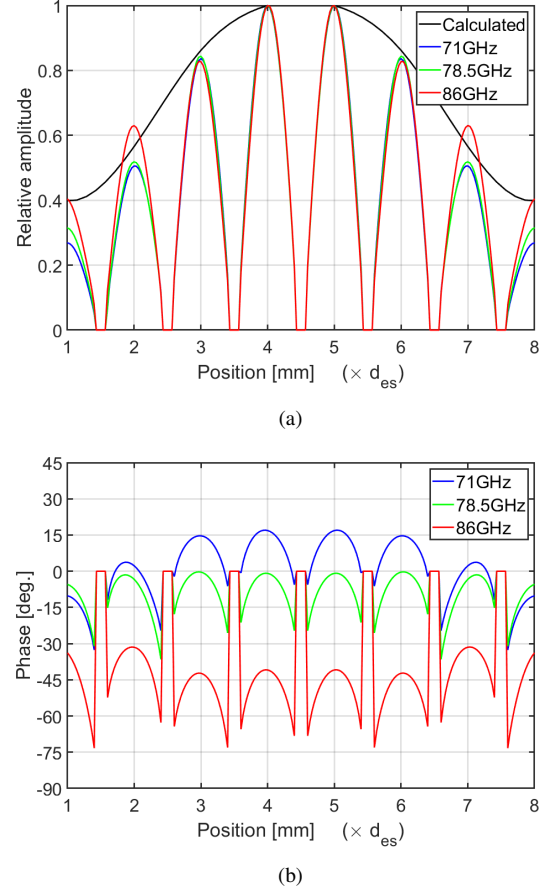 Relative amplitude
1
0.8
0.6
0.4
0.2
0
Calculated
71GHz
78.5GHz
86GHz
1 2 3 4 5 6 7 8
Position [mm] (× d_es)
(a)
Phase [deg.]
45
30
15
0
-15
-30
-45
-60
-75
-90
71GHz
78.5GHz
86GHz
1 2 3 4 5 6 7 8
Position [mm] (× d_es)
(b)